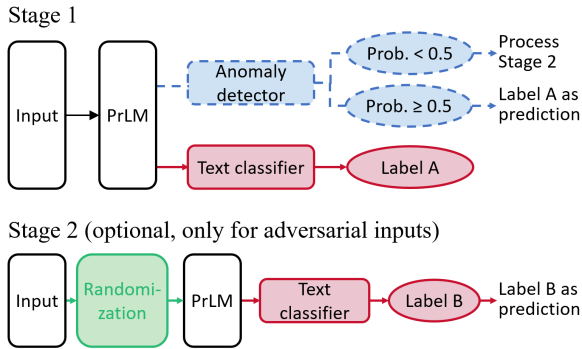 Stage 1
Input
PrLM
Anomaly
detector
Prob. < 0.5
Process
Stage 2
Prob. ≥ 0.5
Label A as
prediction
Text classifier
Label A
Stage 2 (optional, only for adversarial inputs)
Input
Randomi-
zation
PrLM
Text
classifier
Label B
Label B as
prediction